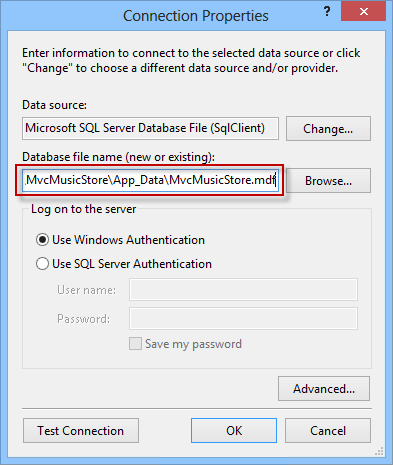 Connection Properties
?
Enter information to connect to the selected data source or click
"Change" to choose a different data source and/or provider.
Data source:
Microsoft SQL Server Database File (SqlClient)
Change...
Database file name (new or existing):
MvcMusicStore\App_Data\MvcMusicStore.mdf
Browse...
Log on to the server
Use Windows Authentication
Use SQL Server Authentication
User name:
Password:
Save my password
Advanced...
Test Connection
OK
Cancel